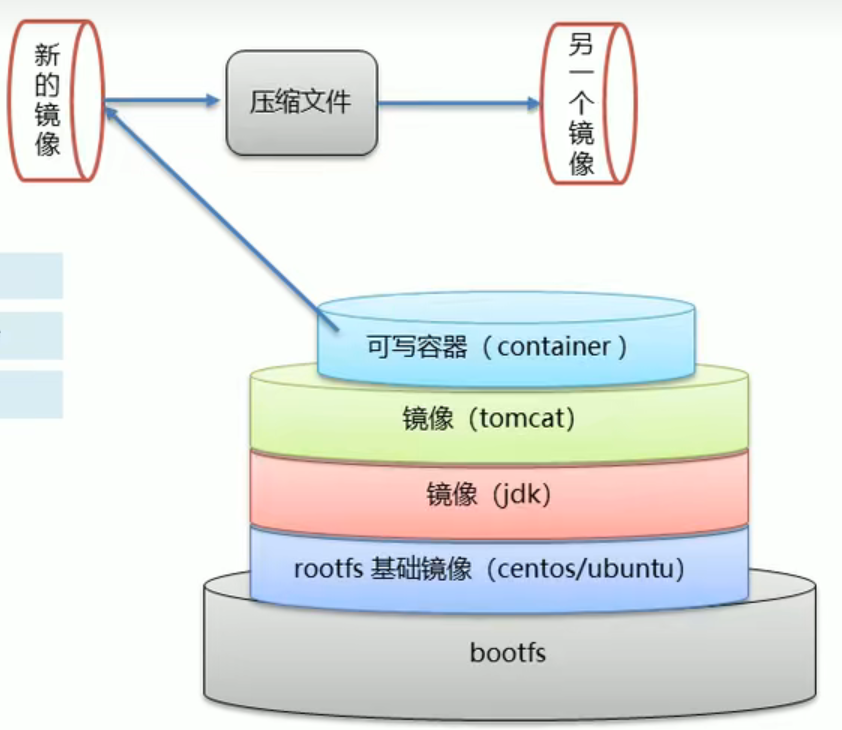 新的镜像
压缩文件
另一个镜像
可写容器（container）
镜像（tomcat）
镜像（jdk）
rootfs 基础镜像（centos/ubuntu）
bootfs